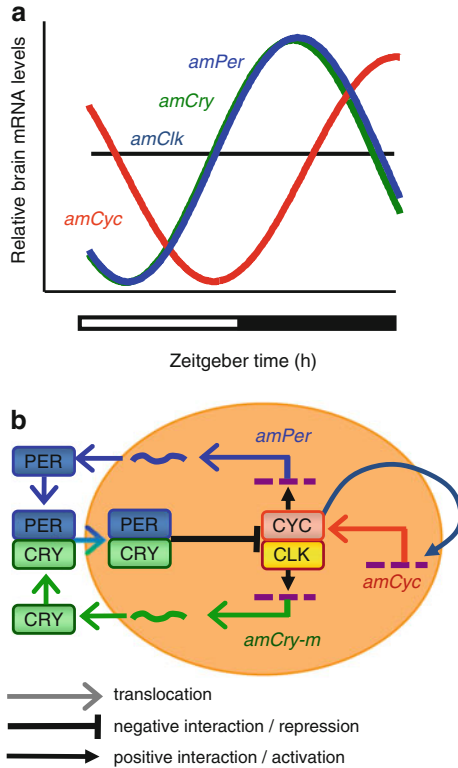 a
Relative brain mRNA levels
amPer
amCry
amClk
amCyc
Zeitgeber time (h)
b
amPer
PER
PER
CRY
PER
CRY
CYC
CLK
CRY
amCyc
amCry-m
translocation
negative interaction / repression
positive interaction / activation